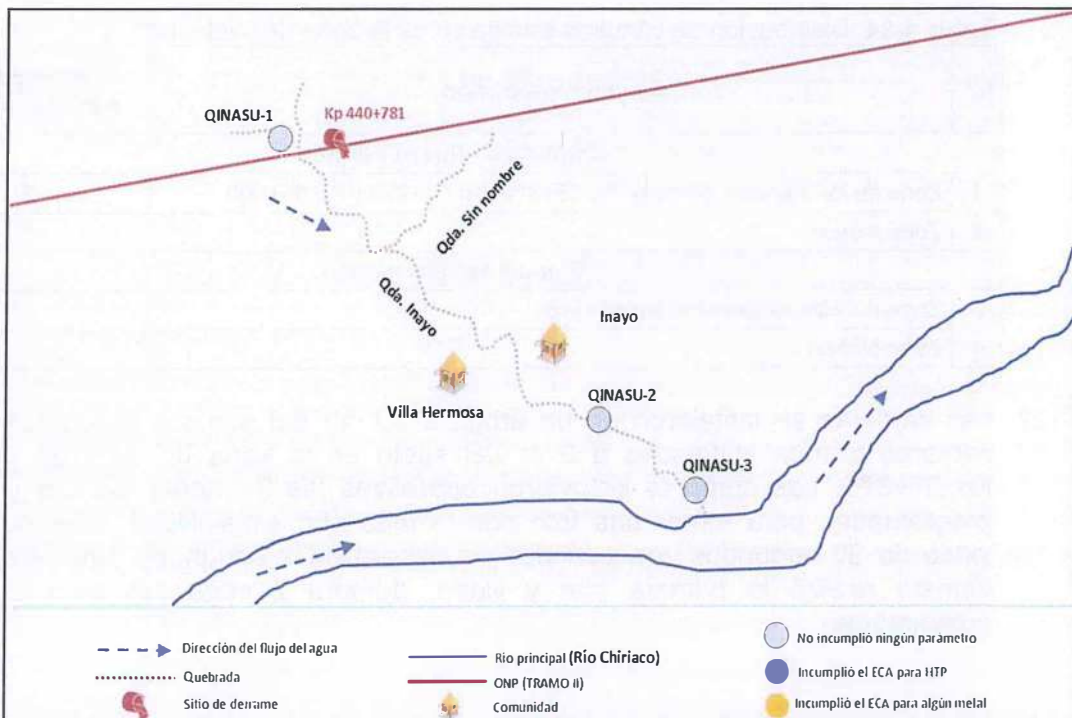 QINASU-1
Kp 440+781
Qda. Sin nombre
Qda. Inayo
Inayo
Villa Hermosa
QINASU-2
QINASU-3
Dirección del flujo del agua
Quebrada
Sitio de derrame
Rio principal (Río Chiriaco)
ONP (TRAMO II)
Comunidad
No incumplió ningún parámetro
Incumplió el ECA para HTP
Incumplió el ECA para algún metal